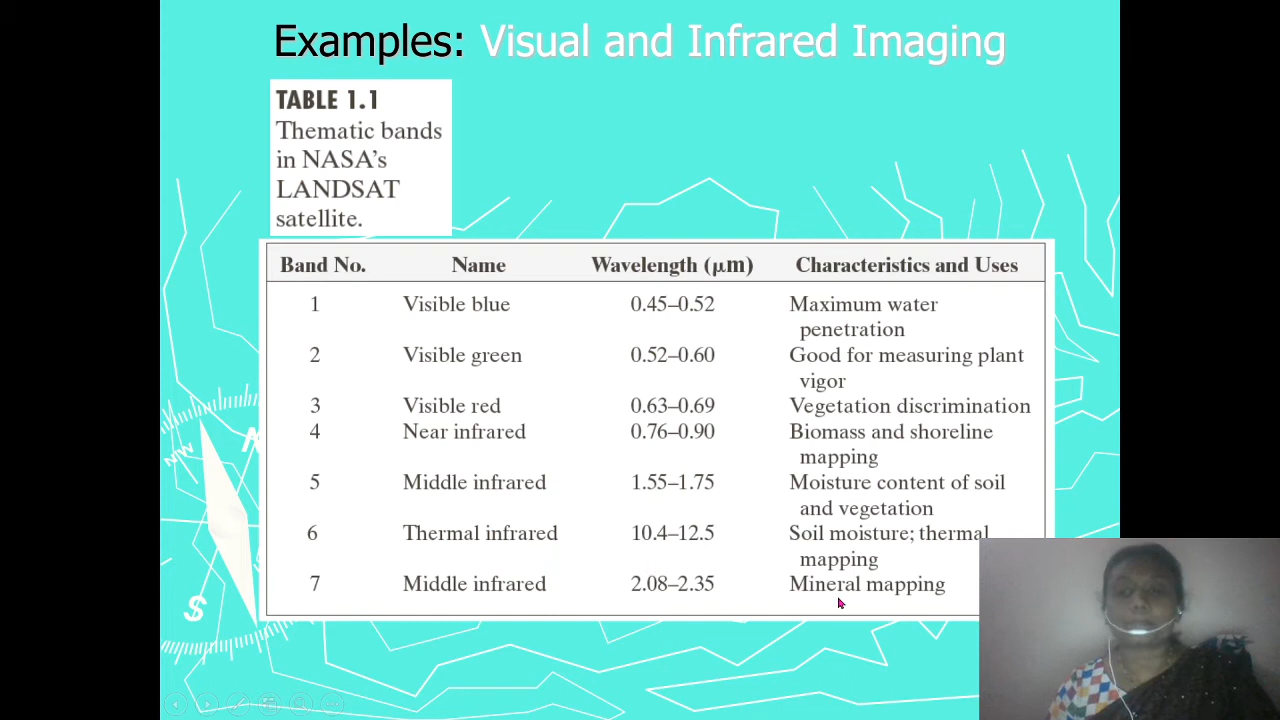 Examples: Visual and Infrared Imaging
TABLE 1.1
Thematic bands
in NASA’s
LANDSAT
satellite.
Band No. Name Wavelength (μm) Characteristics and Uses
1 Visible blue 0.45–0.52 Maximum water
penetration
2 Visible green 0.52–0.60 Good for measuring plant
vigor
3 Visible red 0.63–0.69 Vegetation discrimination
4 Near infrared 0.76–0.90 Biomass and shoreline
mapping
5 Middle infrared 1.55–1.75 Moisture content of soil
and vegetation
6 Thermal infrared 10.4–12.5 Soil moisture; thermal
mapping
7 Middle infrared 2.08–2.35 Mineral mapping
N
NW
S